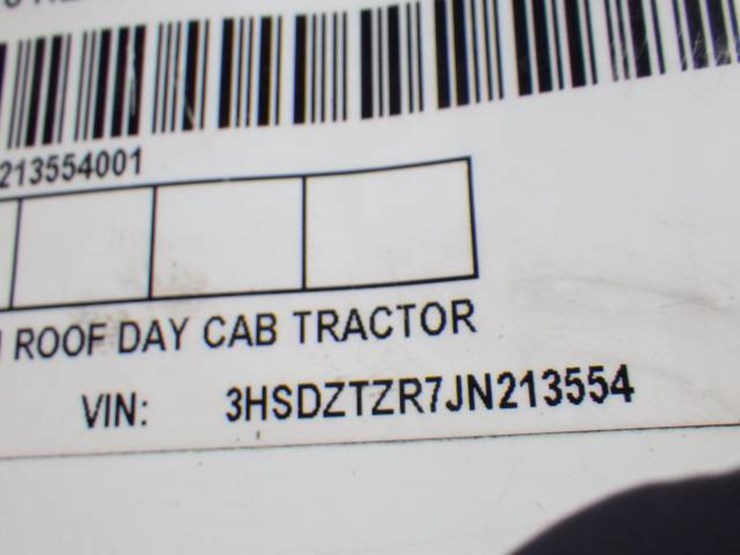 213554001
ROOF DAY CAB TRACTOR
VIN: 3HSDZTZR7JN213554